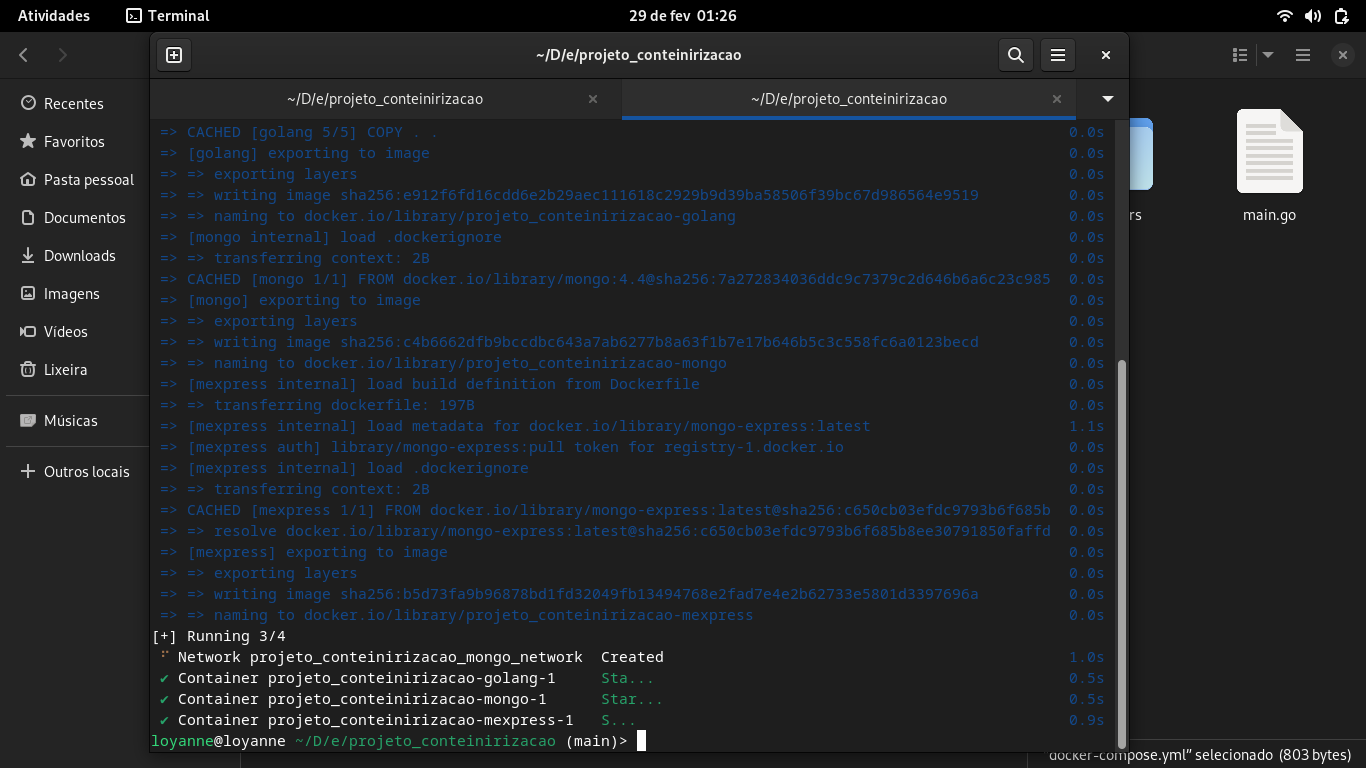 Atividades
Terminal
29 de fev 01:26
~/D/e/projeto_conteinirizacao
~/D/e/projeto_conteinirizacao
~/D/e/projeto_conteinirizacao
Recentes
Favoritos
Pasta pessoal
Documentos
Downloads
Imagens
Vídeos
Lixeira
Músicas
Outros locais
=> CACHED [golang 5/5] COPY . . 0.0s
=> [golang] exporting to image 0.0s
=> => exporting layers 0.0s
=> => writing image sha256:e912f6fd16cdd6e2b29aec111618c2929b9d39ba58506f39bc67d986564e9519 0.0s
=> => naming to docker.io/library/projeto_conteinirizacao-golang 0.0s
=> [mongo internal] load .dockerignore 0.0s
=> => transferring context: 2B 0.0s
=> CACHED [mongo 1/1] FROM docker.io/library/mongo:4.4@sha256:7a272834036ddc9c7379c2d646b6a6c23c985 0.0s
=> [mongo] exporting to image 0.0s
=> => exporting layers 0.0s
=> => writing image sha256:c4b6662dfb9bccdbc643a7ab6277b8a63f1b7e17b646b5c3c558fc6a0123becd 0.0s
=> => naming to docker.io/library/projeto_conteinirizacao-mongo 0.0s
=> [mexpress internal] load build definition from Dockerfile 0.0s
=> => transferring dockerfile: 197B 0.0s
=> [mexpress internal] load metadata for docker.io/library/mongo-express:latest 1.1s
=> [mexpress auth] library/mongo-express:pull token for registry-1.docker.io 0.0s
=> [mexpress internal] load .dockerignore 0.0s
=> => transferring context: 2B 0.0s
=> CACHED [mexpress 1/1] FROM docker.io/library/mongo-express:latest@sha256:c650cb03efdc9793b6f685b 0.0s
=> => resolve docker.io/library/mongo-express:latest@sha256:c650cb03efdc9793b6f685b8ee30791850faffd 0.0s
=> [mexpress] exporting to image 0.0s
=> => exporting layers 0.0s
=> => writing image sha256:b5d73fa9b96878bd1fd32049fb13494768e2fad7e4e2b62733e5801d3397696a 0.0s
=> => naming to docker.io/library/projeto_conteinirizacao-mexpress 0.0s
[+] Running 3/4
⠋ Network projeto_conteinirizacao_mongo_network Created 1.0s
✔ Container projeto_conteinirizacao-golang-1 Sta... 0.5s
✔ Container projeto_conteinirizacao-mongo-1 Star... 0.5s
✔ Container projeto_conteinirizacao-mexpress-1 S... 0.9s
loyanne@loyanne ~/D/e/projeto_conteinirizacao (main)>
rs
main.go
docker-compose.yml” selecionado (803 bytes)